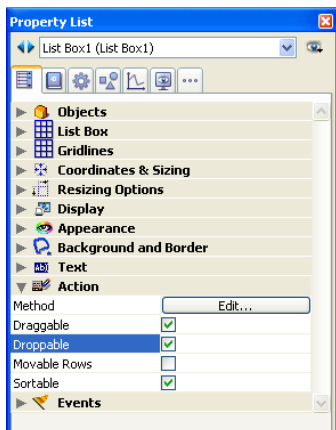 Property List
List Box1 (List Box1)
Objects
List Box
Gridlines
Coordinates & Sizing
Resizing Options
Display
Appearance
Background and Border
Text
Action
Method Edit...
Draggable
Droppable
Movable Rows
Sortable
Events